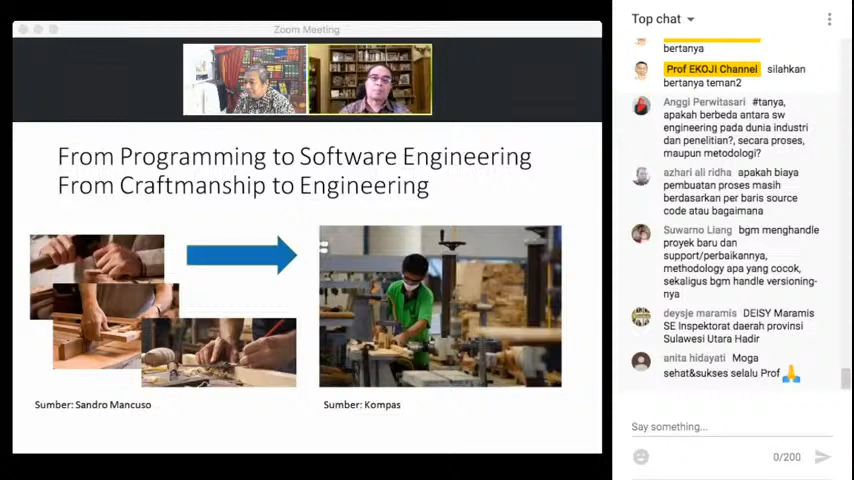 Zoom Meeting
From Programming to Software Engineering
From Craftmanship to Engineering
Sumber: Sandro Mancuso
Sumber: Kompas
Top chat
bertanya
Prof EKOJI Channel silahkan
bertanya teman2
Anggi Perwitasari #tanya,
apakah berbeda antara sw
engineering pada dunia industri
dan penelitian?, secara proses,
maupun metodologi?
azhari ali ridha apakah biaya
pembuatan proses masih
berdasarkan per baris source
code atau bagaimana
Suwarno Liang bgm menghandle
proyek baru dan
support/perbaikannya,
methodology apa yang cocok,
sekaligus bgm handle versioning-
nya
deysje maramis DEISY Maramis
SE Inspektorat daerah provinsi
Sulawesi Utara Hadir
anita hidayati Moga
sehat&sukses selalu Prof 🙏
Say something...
0/200